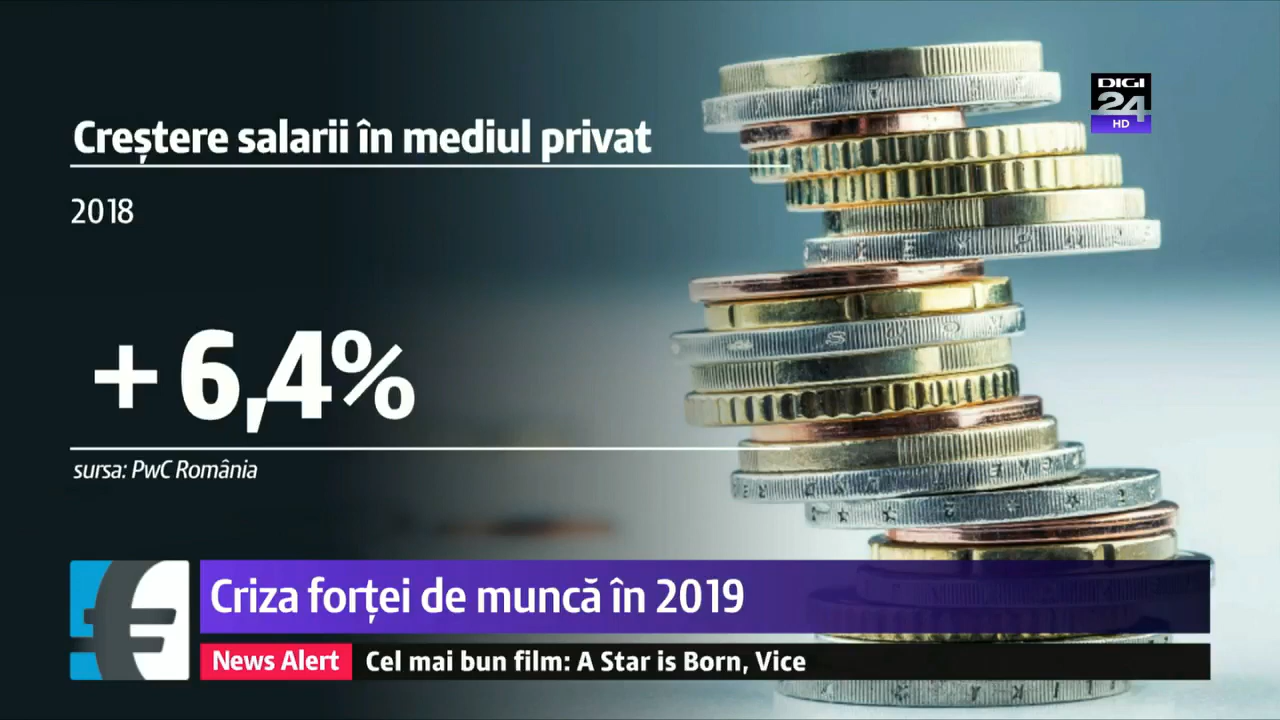 Creștere salarii în mediul privat
2018
+ 6,4%
sursa: PwC România
DIGI
24
HD
Criza forței de muncă în 2019
News Alert
Cel mai bun film: A Star is Born, Vice